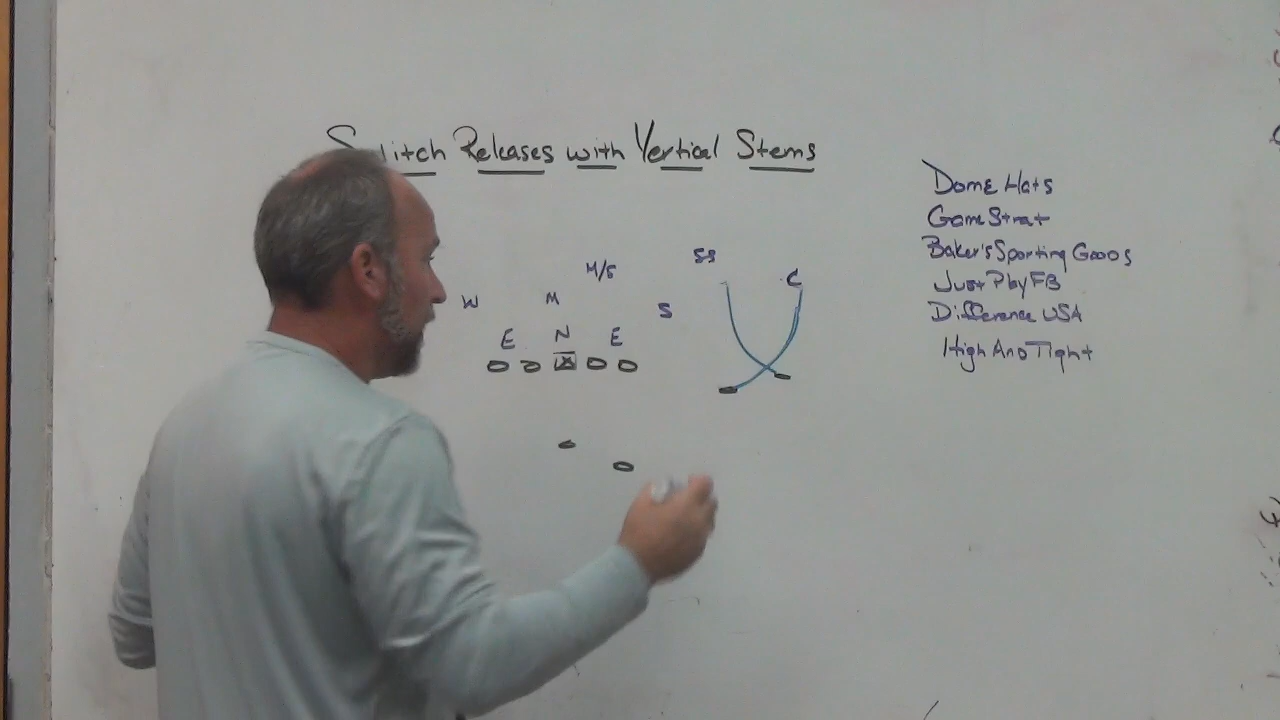 Switch Releases with Vertical Stems
Dome Hats
GameStrat
Baker's Sporting Goods
Just Play FB
Difference USA
High And Tight
SS
M/S
C
W
M
S
E
N
E
X